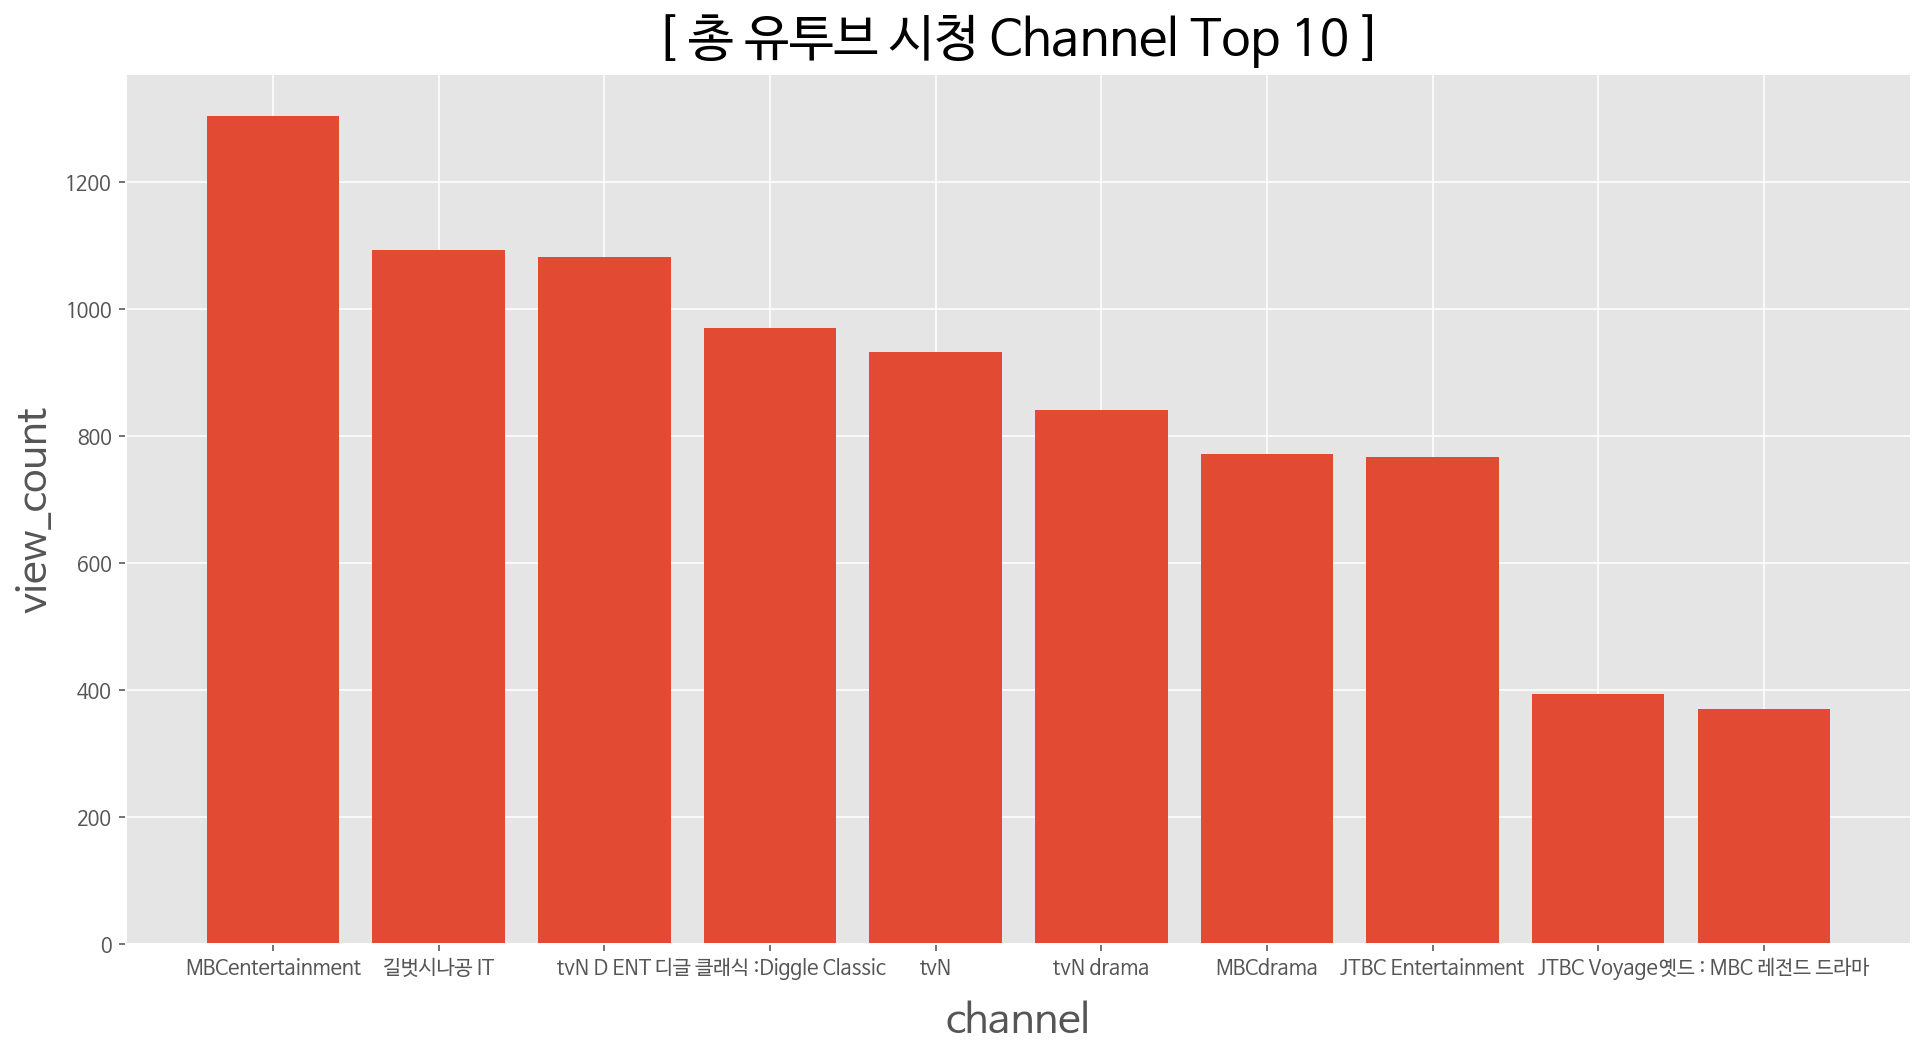 [ 총 유투브 시청 Channel Top 10 ]
view_count
1200
1000
800
600
400
200
0
MBCentertainment
길벗시나공 IT
tvN D ENT
디글 클래식 :Diggle Classic
tvN
tvN drama
MBCdrama
JTBC Entertainment
JTBC Voyage
옛드 : MBC 레전드 드라마
channel